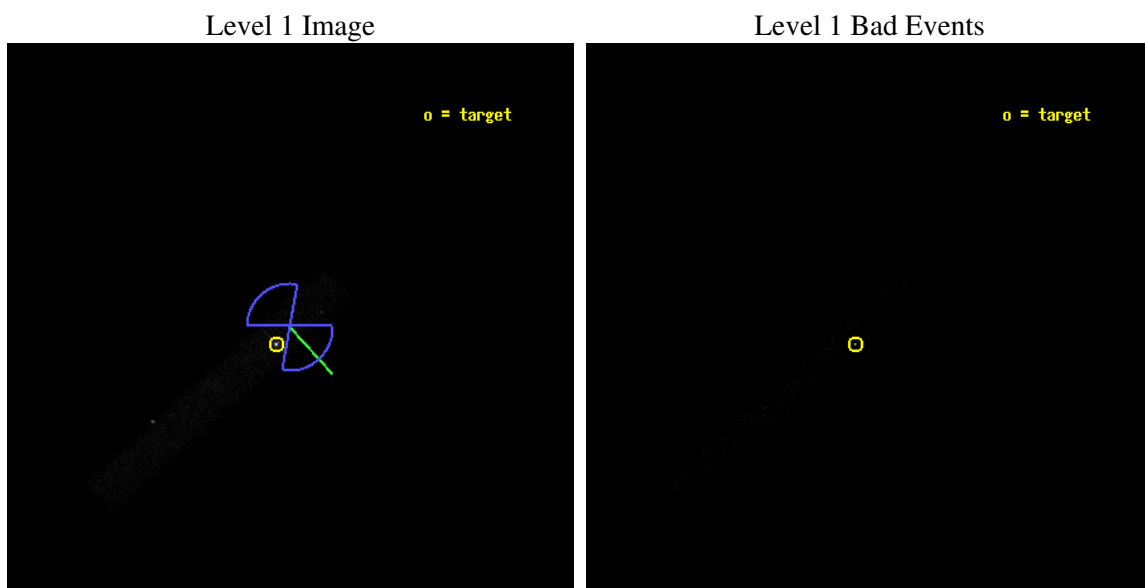 Level 1 Image
Level 1 Bad Events
o = target
o = target